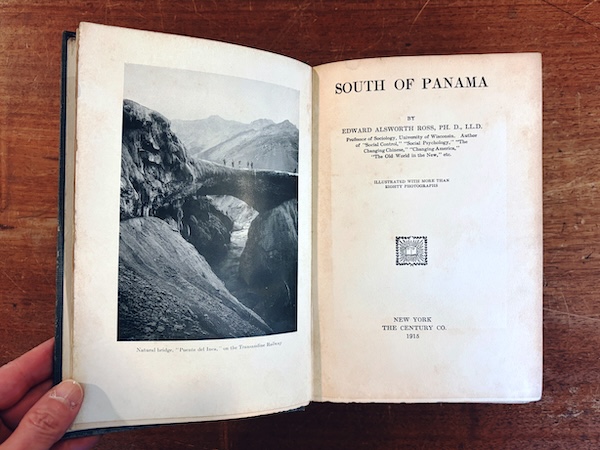 Natural bridge, "Puente del Inca," on the Transandine Railway
SOUTH OF PANAMA
BY
EDWARD ALSWORTH ROSS, PH. D., LL.D.
Professor of Sociology, University of Wisconsin. Author
of "Social Control," "Social Psychology," "The
Changing Chinese," "Changing America,"
"The Old World in the New," etc.
ILLUSTRATED WITH MORE THAN
EIGHTY PHOTOGRAPHS
NEW YORK
THE CENTURY CO.
1915